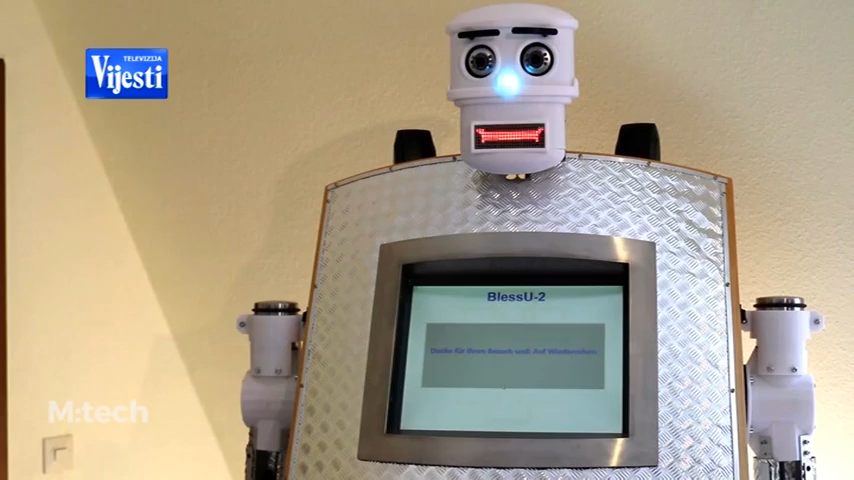 TELEVIZIJA
Vijesti
BlessU-2
Danke für Ihren Besuch und Auf Wiedersehen.
M:tech